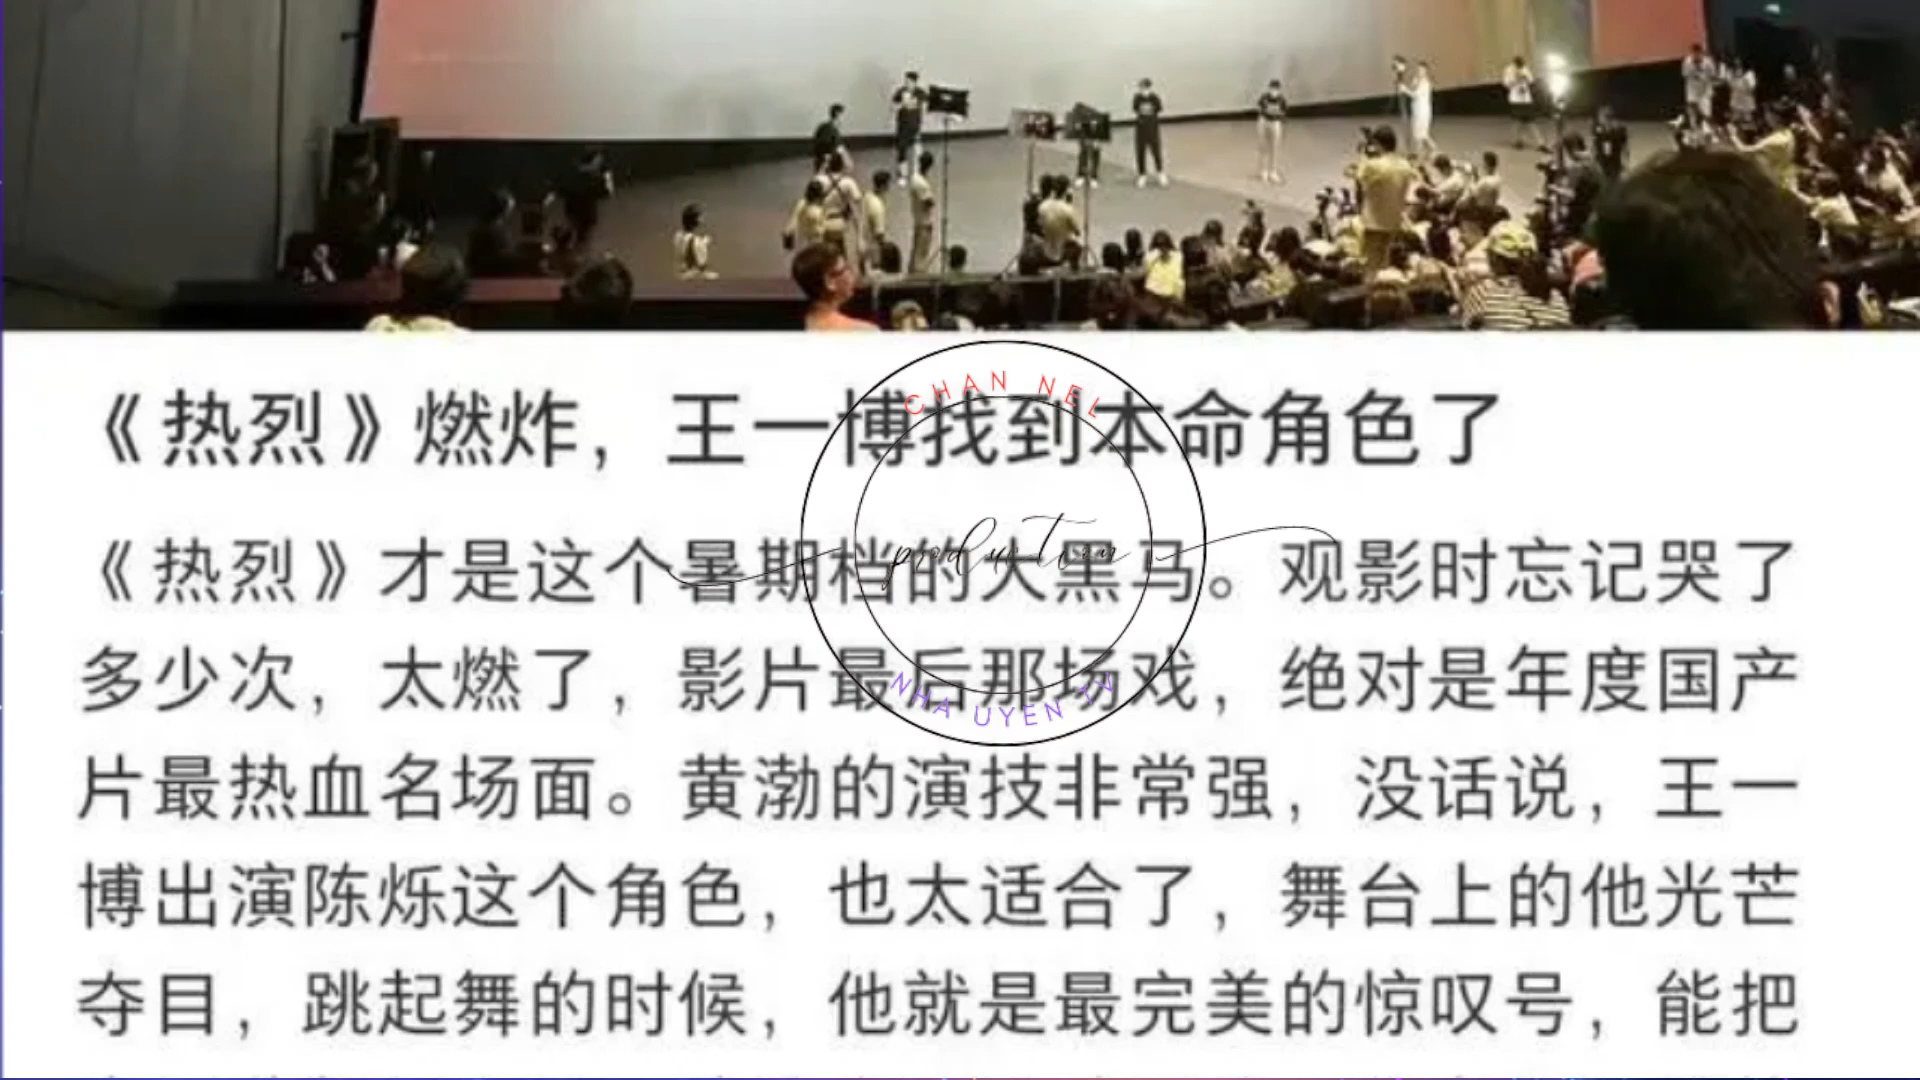 《热烈》燃炸，王一博找到本命角色了
CHAN NEL
《热烈》才是这个暑期档的大黑马。观影时忘记哭了
production
多少次，太燃了，影片最后那场戏，绝对是年度国产
NHA UYEN TV
片最热血名场面。黄渤的演技非常强，没话说，王一
博出演陈烁这个角色，也太适合了，舞台上的他光芒
夺目，跳起舞的时候，他就是最完美的惊叹号，能把